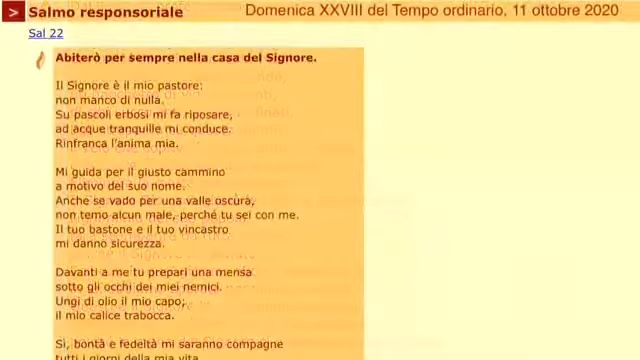 > Salmo responsoriale
Domenica XXVIII del Tempo ordinario, 11 ottobre 2020
Sal 22
Abiterò per sempre nella casa del Signore.
Il Signore è il mio pastore:
non manco di nulla.
Su pascoli erbosi mi fa riposare,
ad acque tranquille mi conduce.
Rinfranca l'anima mia.
Mi guida per il giusto cammino
a motivo del suo nome.
Anche se vado per una valle oscura,
non temo alcun male, perché tu sei con me.
Il tuo bastone e il tuo vincastro
mi danno sicurezza.
Davanti a me tu prepari una mensa
sotto gli occhi dei miei nemici.
Ungi di olio il mio capo;
il mio calice trabocca.
Sì, bontà e fedeltà mi saranno compagne
tutti i giorni della mia vita